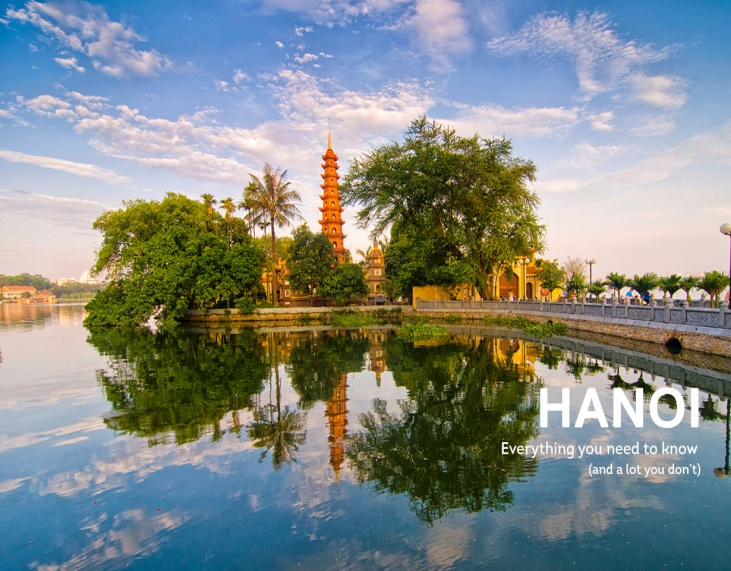 HANOI
Everything you need to know
(and a lot you don't)